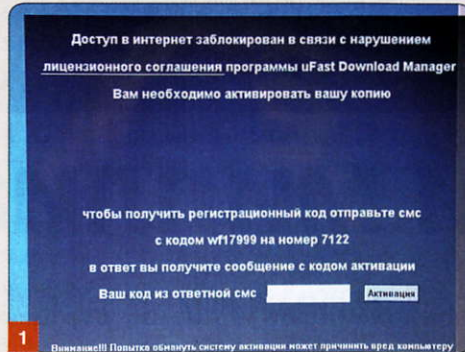 Доступ в интернет заблокирован в связи с нарушением
лицензионного соглашения программы uFast Download Manager
Вам необходимо активировать вашу копию
чтобы получить регистрационный код отправьте смс
с кодом wf17999 на номер 7122
в ответ вы получите сообщение с кодом активации
Ваш код из ответной смс Активация
Внимание!!! Попытка обмануть систему активации может причинить вред компьютеру
1